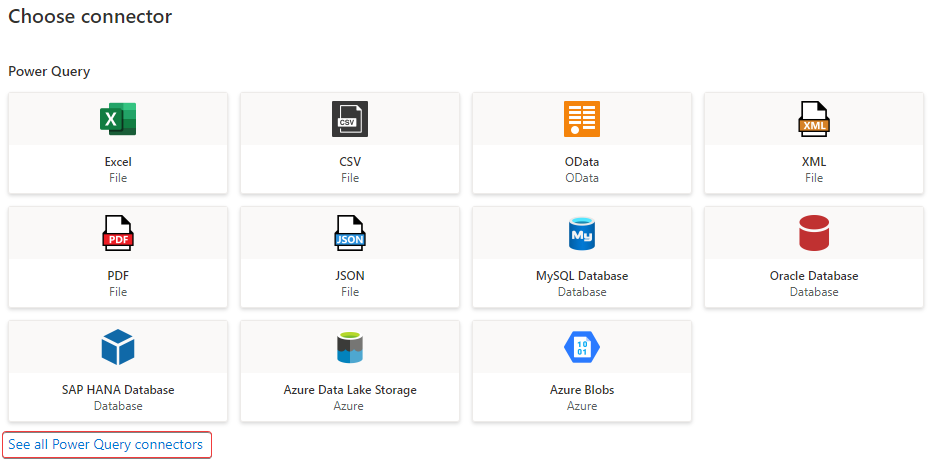 Choose connector
Power Query
X
CSV
XML
Excel
CSV
OData
XML
File
File
OData
File
PDF
JSON
My
PDF
JSON
MySQL Database
Oracle Database
File
File
Database
Database
10
01
SAP HANA Database
Azure Data Lake Storage
Azure Blobs
Database
Azure
Azure
See all Power Query connectors